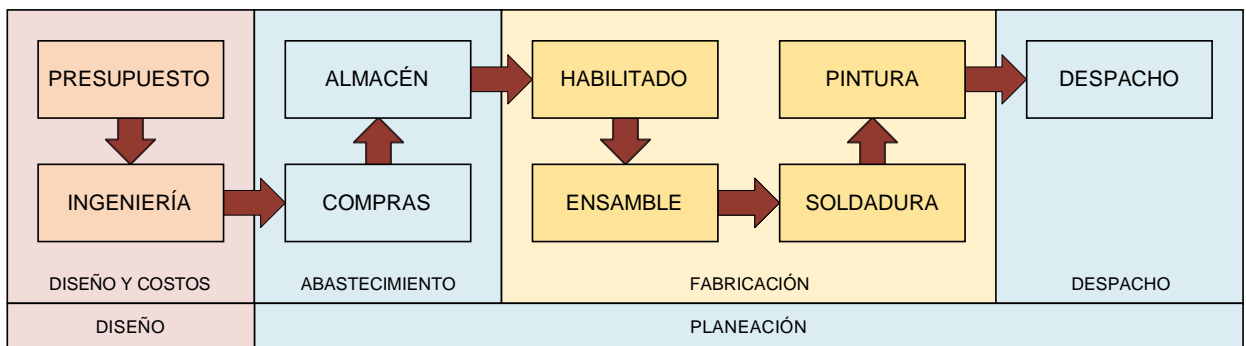 PRESUPUESTO
ALMACÉN
HABILITADO
PINTURA
DESPACHO
INGENIERÍA
COMPRAS
ENSAMBLE
SOLDADURA
DISEÑO Y COSTOS
ABASTECIMIENTO
FABRICACIÓN
DESPACHO
DISEÑO
PLANEACIÓN